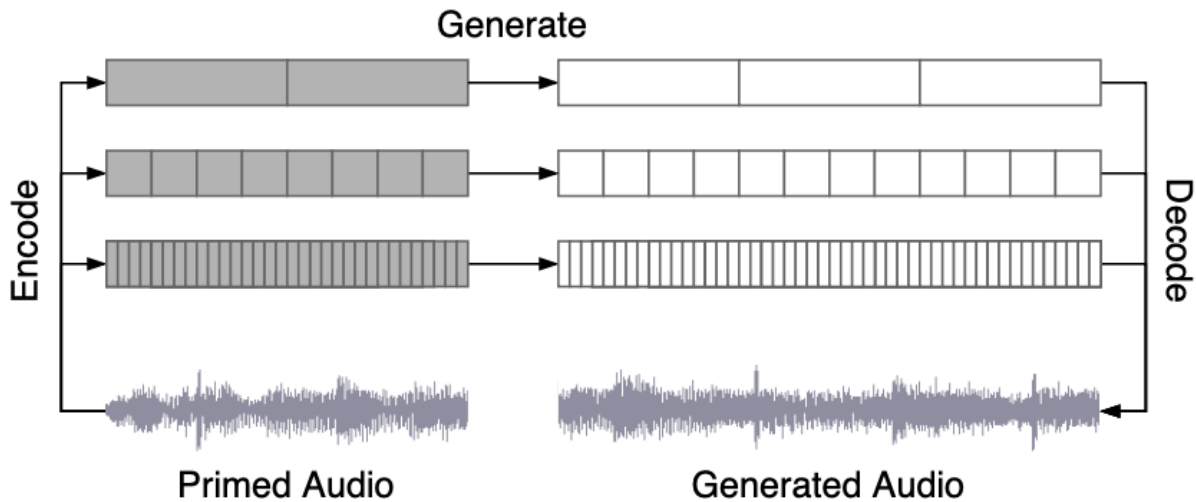 Generate
Encode
Decode
Primed Audio
Generated Audio